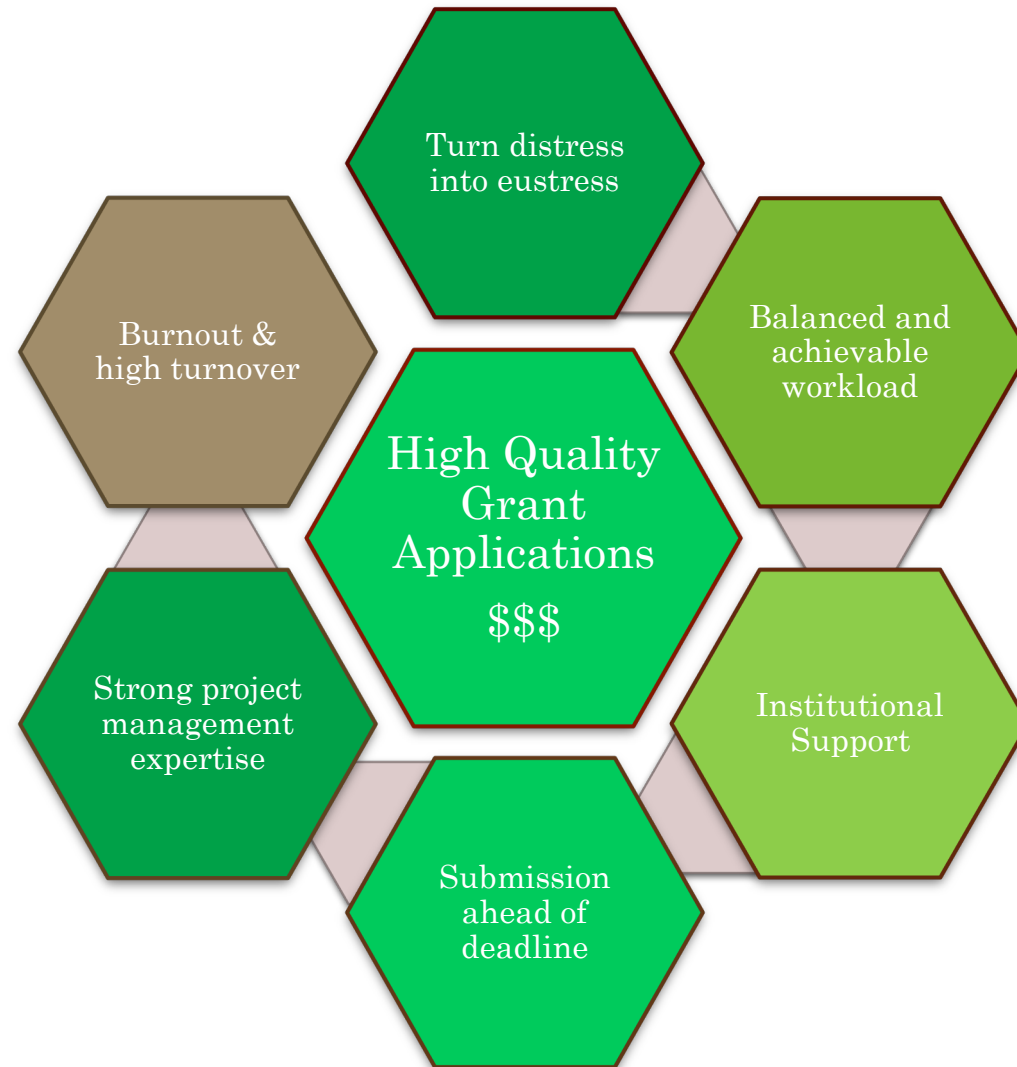 Turn distress
into eustress
Balanced and
achievable
workload
Institutional
Support
Submission
ahead of
deadline
Strong project
management
expertise
Burnout &
high turnover
High Quality
Grant
Applications
$$$